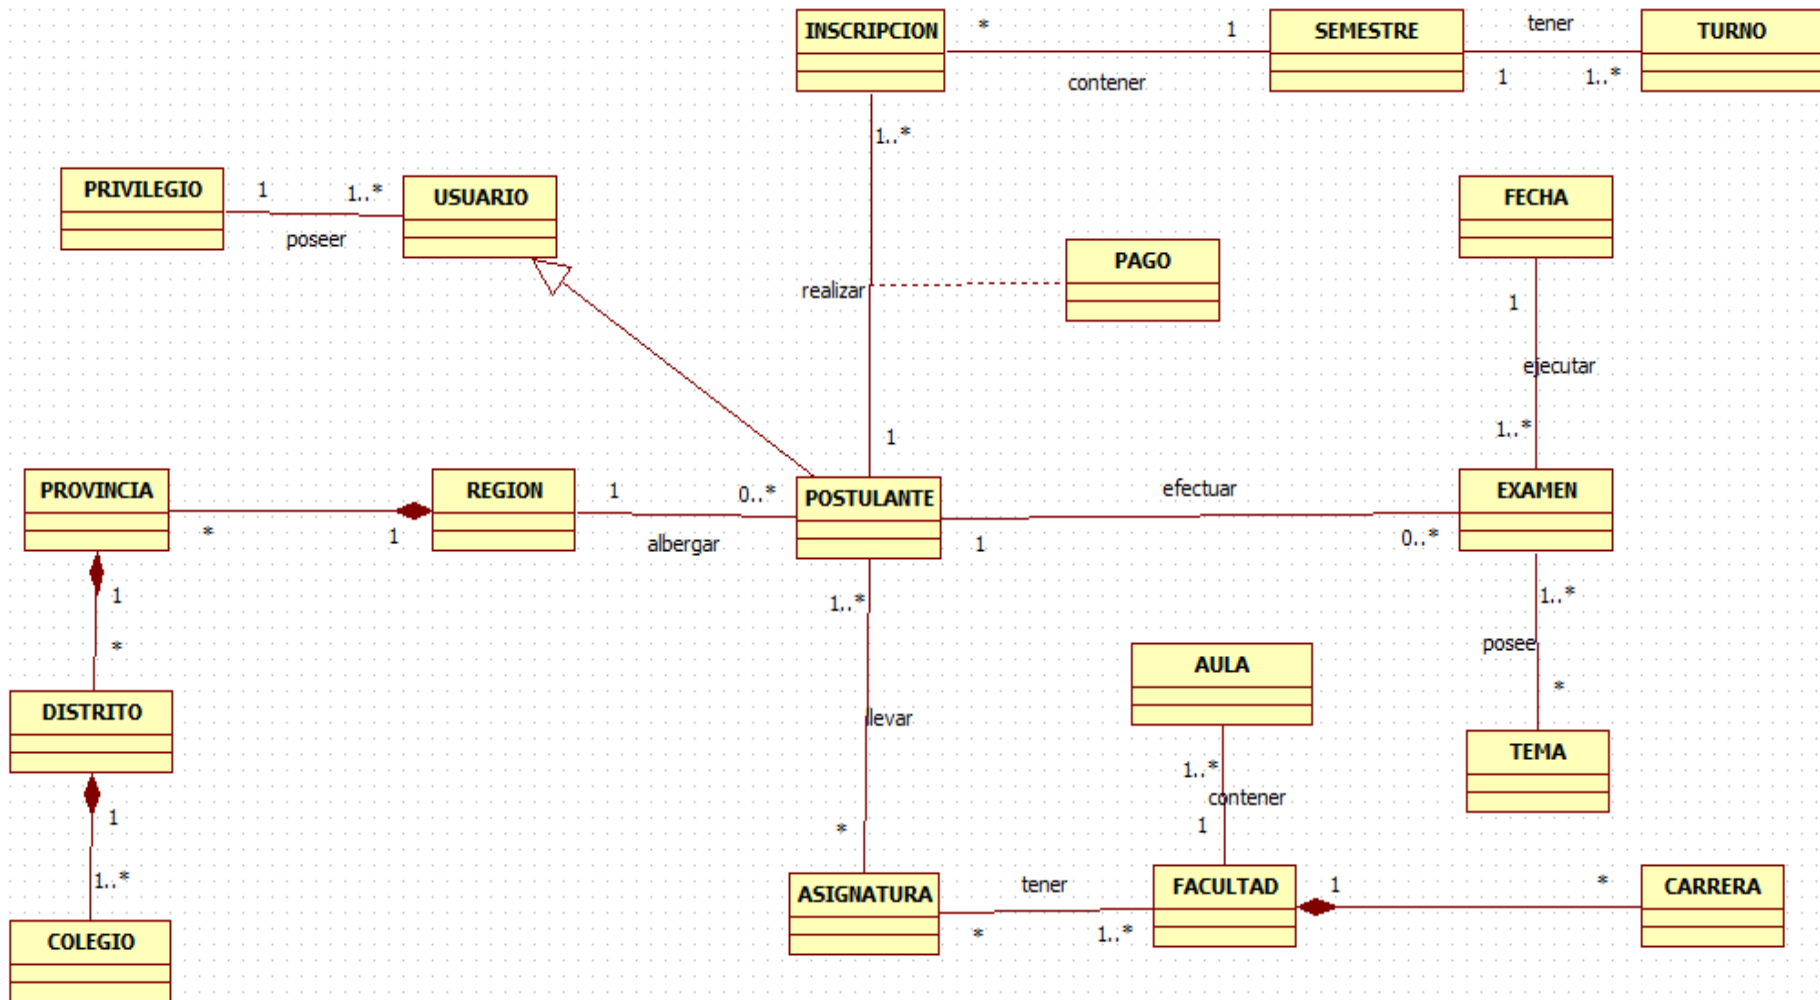 INSCRIPCION
*
1
contener
SEMESTRE
tener
1
1..*
TURNO
1..*
PRIVILEGIO
1
1..*
poseer
USUARIO
FECHA
PAGO
realizar
1
ejecutar
1..*
1
PROVINCIA
*
1
REGION
1
0..*
albergar
POSTULANTE
efectuar
1
0..*
EXAMEN
1
*
1..*
1..*
posee
*
AULA
DISTRITO
llevar
TEMA
1..*
contener
1
1
*
1..*
ASIGNATURA
tener
*
1..*
FACULTAD
1
*
CARRERA
COLEGIO